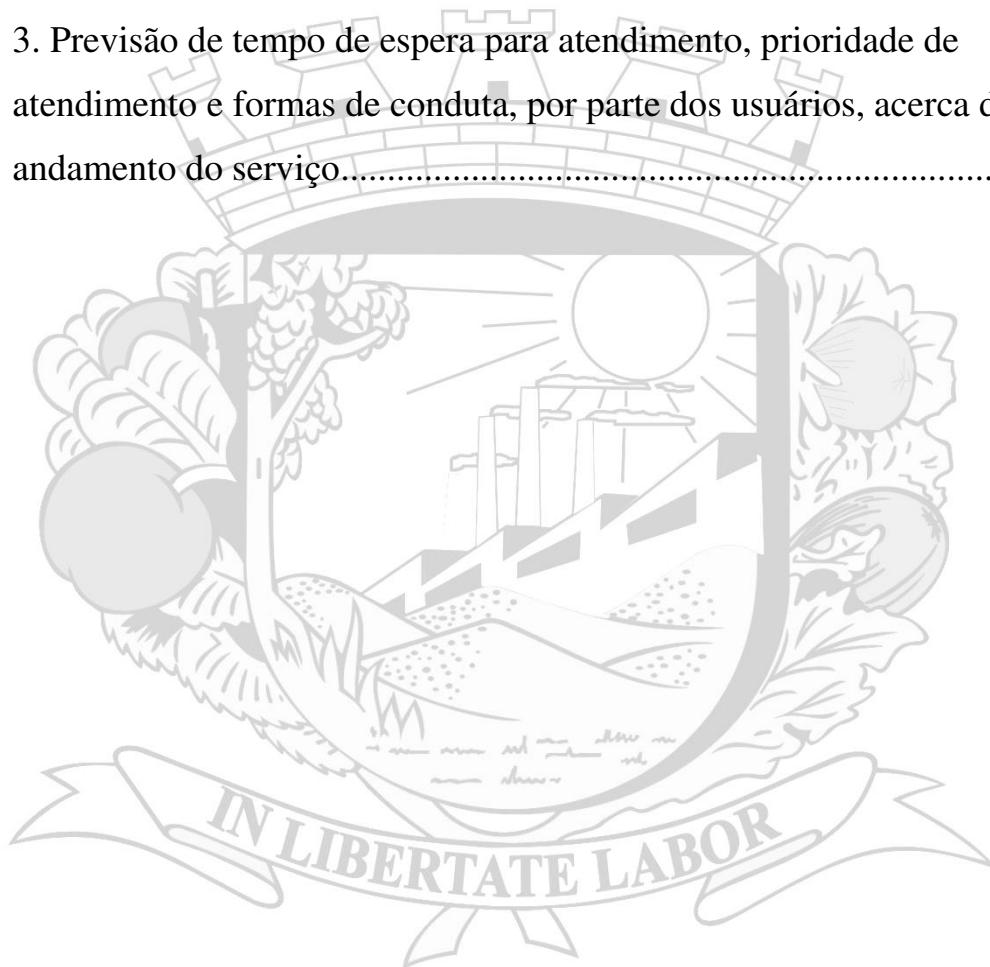 3. Previsão de tempo de espera para atendimento, prioridade de
atendimento e formas de conduta, por parte dos usuários, acerca d
andamento do serviço......................................................................
IN LIBERTATE LABOR